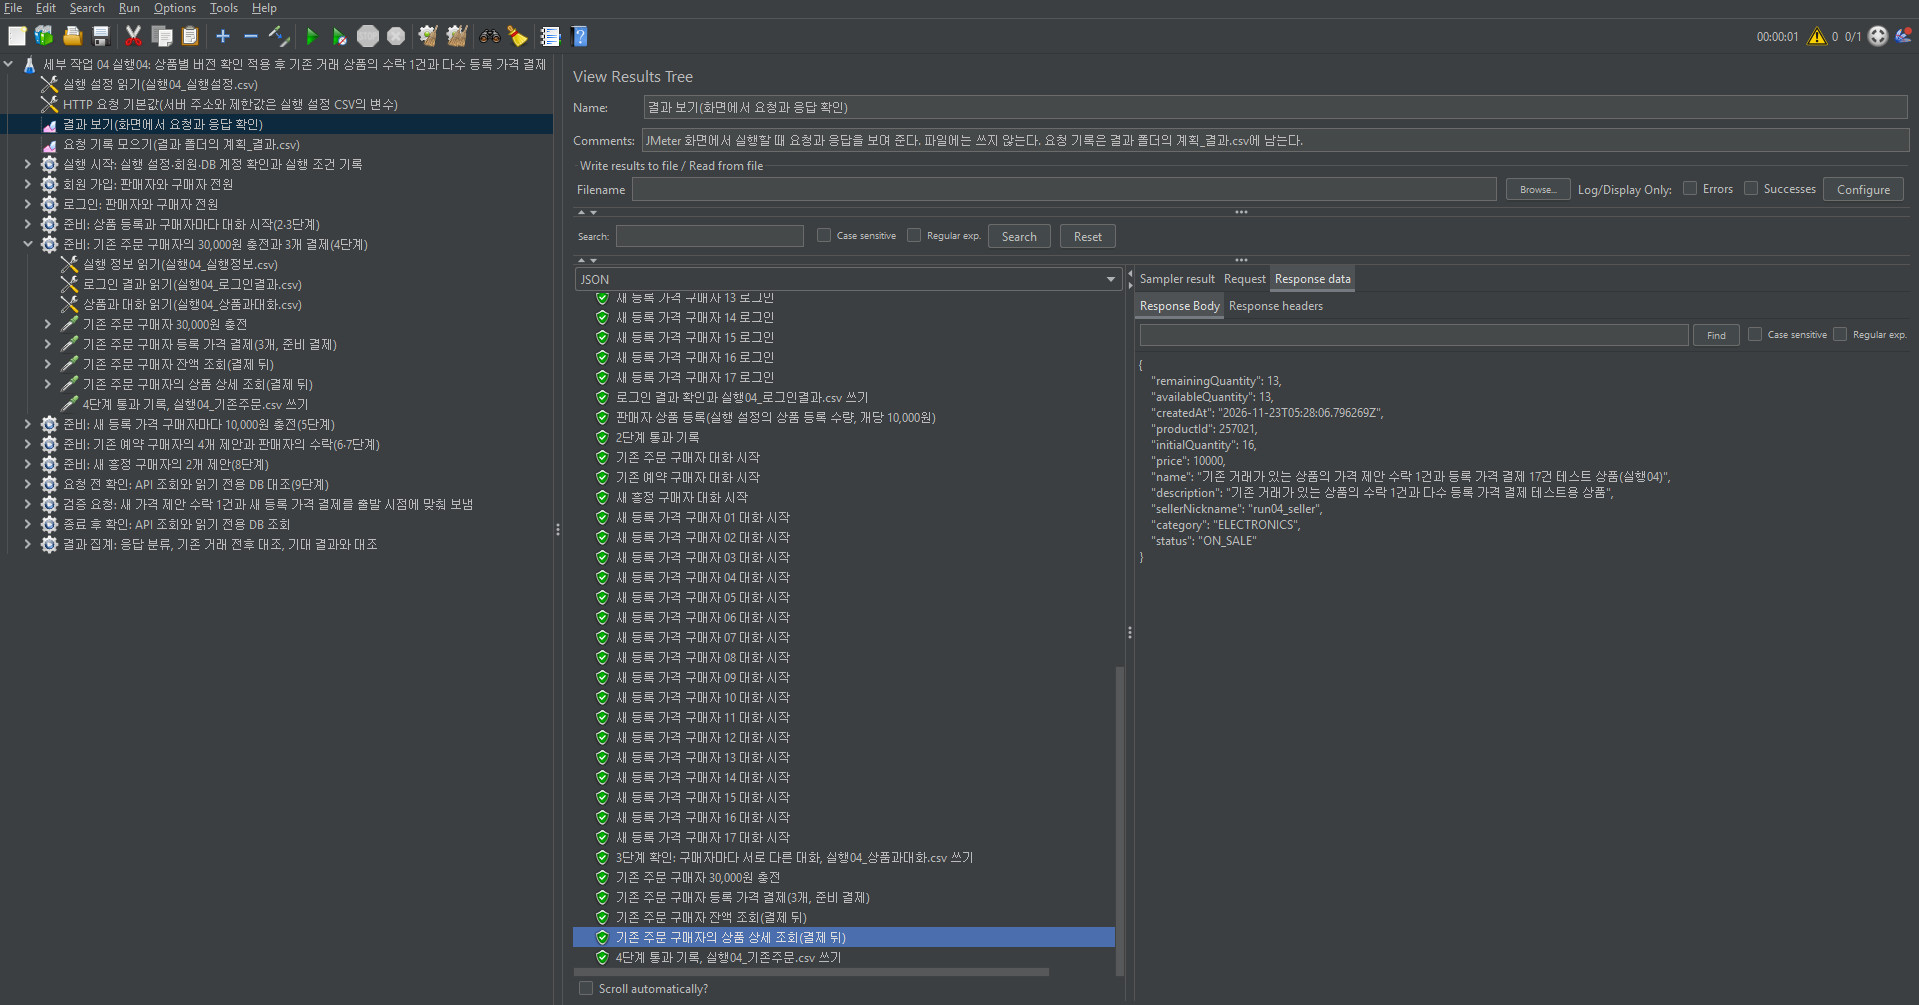 File Edit Search Run Options Tools Help
00:00:01 0 0/1
세부 작업 04 실행04: 상품별 버전 확인 적용 후 기존 거래 상품의 수락 1건과 다수 등록 가격 결제
실행 설정 읽기(실행04_실행설정.csv)
HTTP 요청 기본값(서버 주소와 제한값은 실행 설정 CSV의 변수)
결과 보기(화면에서 요청과 응답 확인)
요청 기록 모으기(결과 폴더의 계획_결과.csv)
실행 시작: 실행 설정·회원·DB 계정 확인과 실행 조건 기록
회원 가입: 판매자와 구매자 전원
로그인: 판매자와 구매자 전원
준비: 상품 등록과 구매자마다 대화 시작(2·3단계)
준비: 기존 주문 구매자의 30,000원 충전과 3개 결제(4단계)
실행 정보 읽기(실행04_실행정보.csv)
로그인 결과 읽기(실행04_로그인결과.csv)
상품과 대화 읽기(실행04_상품과대화.csv)
기존 주문 구매자 30,000원 충전
기존 주문 구매자 등록 가격 결제(3개, 준비 결제)
기존 주문 구매자 잔액 조회(결제 뒤)
기존 주문 구매자의 상품 상세 조회(결제 뒤)
4단계 통과 기록, 실행04_기존주문.csv 쓰기
준비: 새 등록 가격 구매자마다 10,000원 충전(5단계)
준비: 기존 예약 구매자의 4개 제안과 판매자의 수락(6·7단계)
준비: 새 흥정 구매자의 2개 제안(8단계)
요청 전 확인: API 조회와 읽기 전용 DB 대조(9단계)
검증 요청: 새 가격 제안 수락 1건과 새 등록 가격 결제를 출발 시점에 맞춰 보냄
종료 후 확인: API 조회와 읽기 전용 DB 조회
결과 집계: 응답 분류, 기존 거래 전후 대조, 기대 결과와 대조
View Results Tree
Name: 결과 보기(화면에서 요청과 응답 확인)
Comments: JMeter 화면에서 실행할 때 요청과 응답을 보여 준다. 파일에는 쓰지 않는다. 요청 기록은 결과 폴더의 계획_결과.csv에 남는다.
Write results to file / Read from file
Filename Browse... Log/Display Only: Errors Successes Configure
Search: Case sensitive Regular exp. Search Reset
JSON
새 등록 가격 구매자 13 로그인
새 등록 가격 구매자 14 로그인
새 등록 가격 구매자 15 로그인
새 등록 가격 구매자 16 로그인
새 등록 가격 구매자 17 로그인
로그인 결과 확인과 실행04_로그인결과.csv 쓰기
판매자 상품 등록(실행 설정의 상품 등록 수량, 개당 10,000원)
2단계 통과 기록
기존 주문 구매자 대화 시작
기존 예약 구매자 대화 시작
새 흥정 구매자 대화 시작
새 등록 가격 구매자 01 대화 시작
새 등록 가격 구매자 02 대화 시작
새 등록 가격 구매자 03 대화 시작
새 등록 가격 구매자 04 대화 시작
새 등록 가격 구매자 05 대화 시작
새 등록 가격 구매자 06 대화 시작
새 등록 가격 구매자 07 대화 시작
새 등록 가격 구매자 08 대화 시작
새 등록 가격 구매자 09 대화 시작
새 등록 가격 구매자 10 대화 시작
새 등록 가격 구매자 11 대화 시작
새 등록 가격 구매자 12 대화 시작
새 등록 가격 구매자 13 대화 시작
새 등록 가격 구매자 14 대화 시작
새 등록 가격 구매자 15 대화 시작
새 등록 가격 구매자 16 대화 시작
새 등록 가격 구매자 17 대화 시작
3단계 확인: 구매자마다 서로 다른 대화, 실행04_상품과대화.csv 쓰기
기존 주문 구매자 30,000원 충전
기존 주문 구매자 등록 가격 결제(3개, 준비 결제)
기존 주문 구매자 잔액 조회(결제 뒤)
기존 주문 구매자의 상품 상세 조회(결제 뒤)
4단계 통과 기록, 실행04_기존주문.csv 쓰기
Scroll automatically?
Sampler result Request Response data
Response Body Response headers
Find Case sensitive Regular exp.
{
"remainingQuantity": 13,
"availableQuantity": 13,
"createdAt": "2026-11-23T05:28:06.796269Z",
"productId": 257021,
"initialQuantity": 16,
"price": 10000,
"name": "기존 거래가 있는 상품의 가격 제안 수락 1건과 등록 가격 결제 17건 테스트 상품(실행04)",
"description": "기존 거래가 있는 상품의 수락 1건과 다수 등록 가격 결제 테스트용 상품",
"sellerNickname": "run04_seller",
"category": "ELECTRONICS",
"status": "ON_SALE"
}